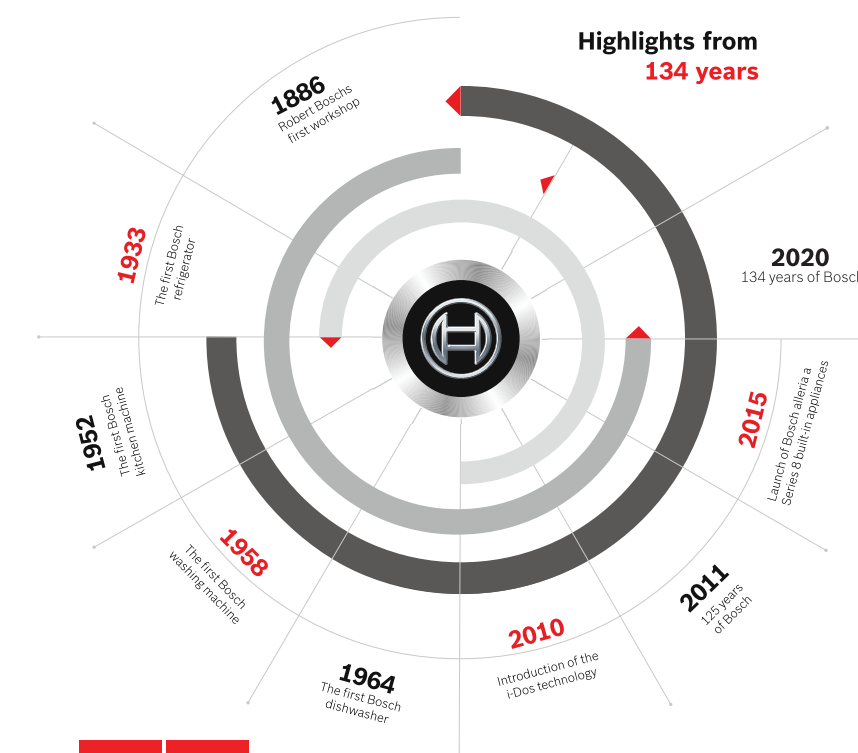 Highlights from
134 years
1886
Robert Boschs
first workshop
1933
The first Bosch
refrigerator
1952
The first Bosch
kitchen machine
1958
The first Bosch
washing machine
1964
The first Bosch
dishwasher
2010
Introduction of the
i-Dos technology
2011
125 years
of Bosch
2015
Launch of Bosch alleria a
Series 8 built-in appliances
2020
134 years of Bosch